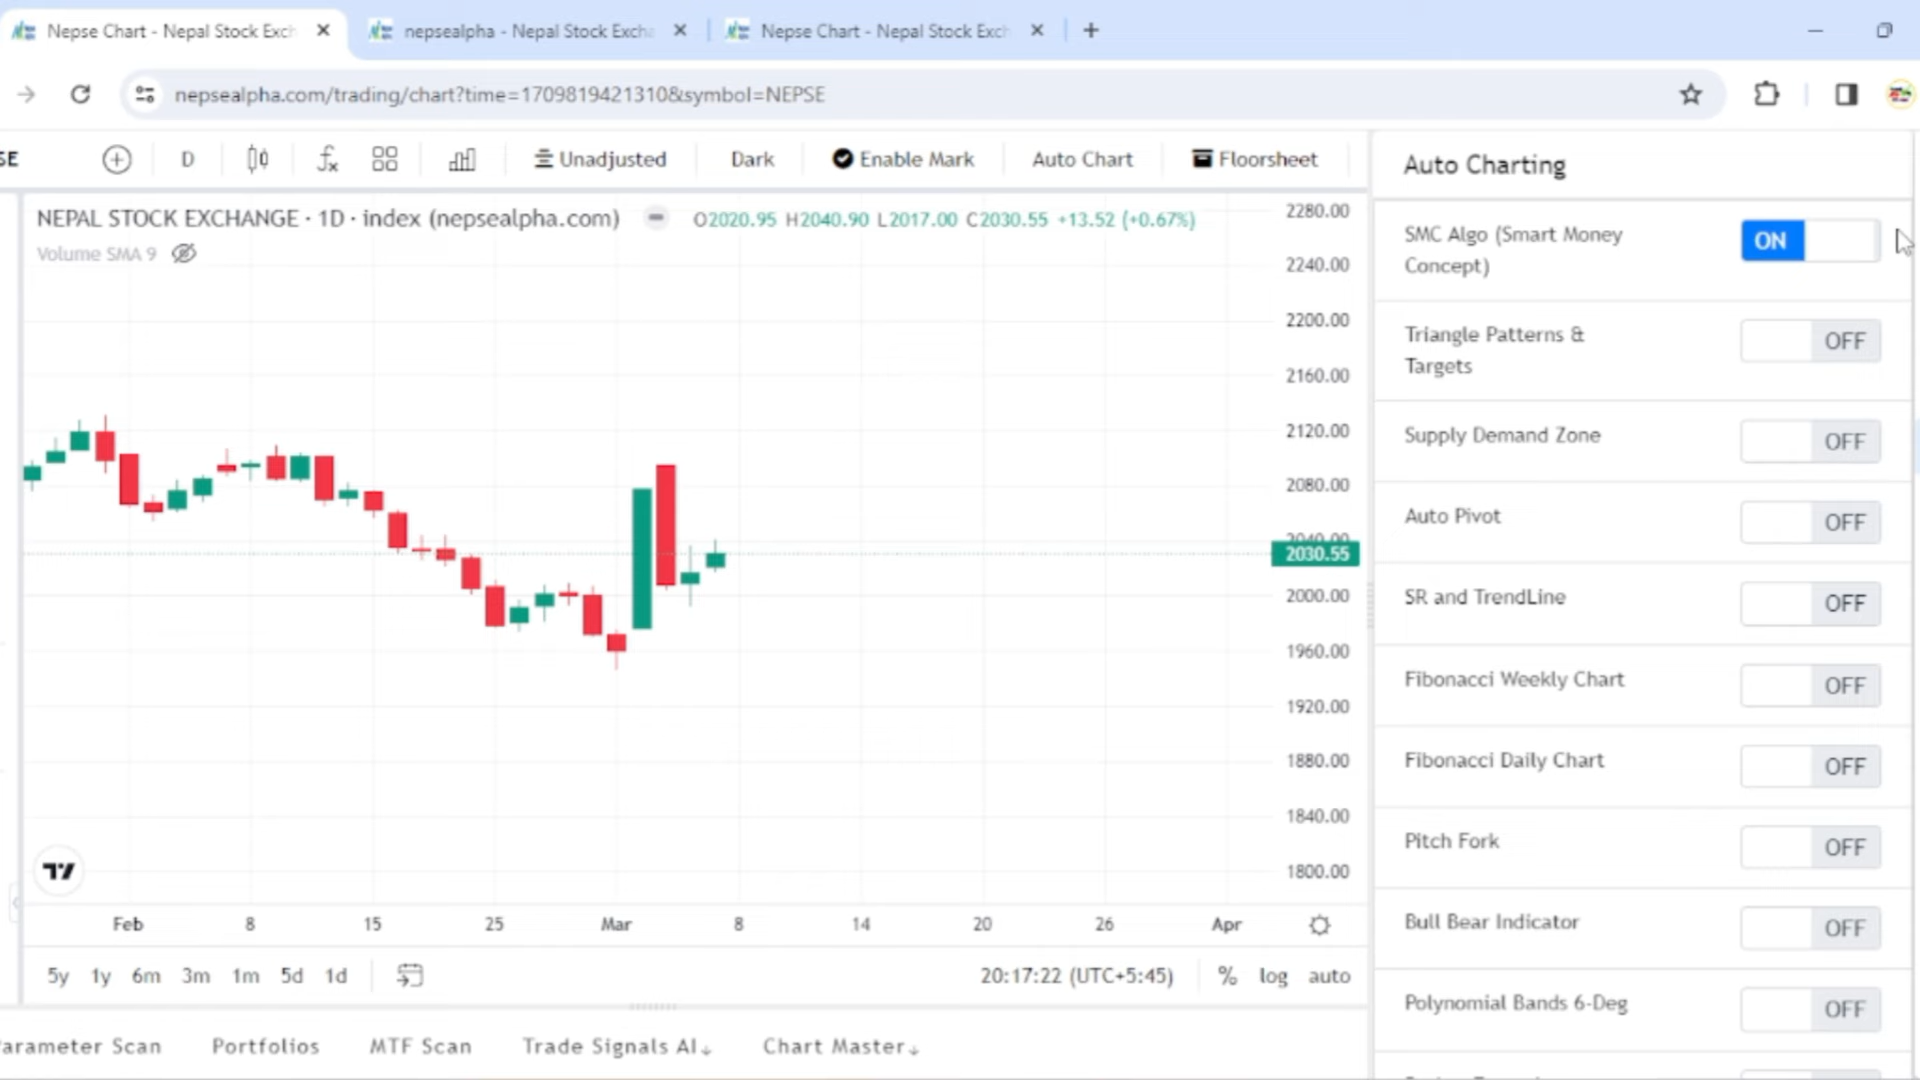 Nepse Chart - Nepal Stock Exch
nepsealpha - Nepal Stock Excha
Nepse Chart - Nepal Stock Exch
nepsealpha.com/trading/chart?time=1709819421310&symbol=NEPSE
SE
D
Unadjusted
Dark
Enable Mark
Auto Chart
Floorsheet
NEPAL STOCK EXCHANGE · 1D · index (nepsealpha.com)
O2020.95 H2040.90 L2017.00 C2030.55 +13.52 (+0.67%)
Volume SMA 9
2280.00
2240.00
2200.00
2160.00
2120.00
2080.00
2040.00
2030.55
2000.00
1960.00
1920.00
1880.00
1840.00
1800.00
Feb 8 15 25 Mar 8 14 20 26 Apr
5y 1y 6m 3m 1m 5d 1d
20:17:22 (UTC+5:45)
% log auto
arameter Scan
Portfolios
MTF Scan
Trade Signals AI↓
Chart Master↓
Auto Charting
SMC Algo (Smart Money
Concept)
ON
Triangle Patterns &
Targets
OFF
Supply Demand Zone
OFF
Auto Pivot
OFF
SR and TrendLine
OFF
Fibonacci Weekly Chart
OFF
Fibonacci Daily Chart
OFF
Pitch Fork
OFF
Bull Bear Indicator
OFF
Polynomial Bands 6-Deg
OFF